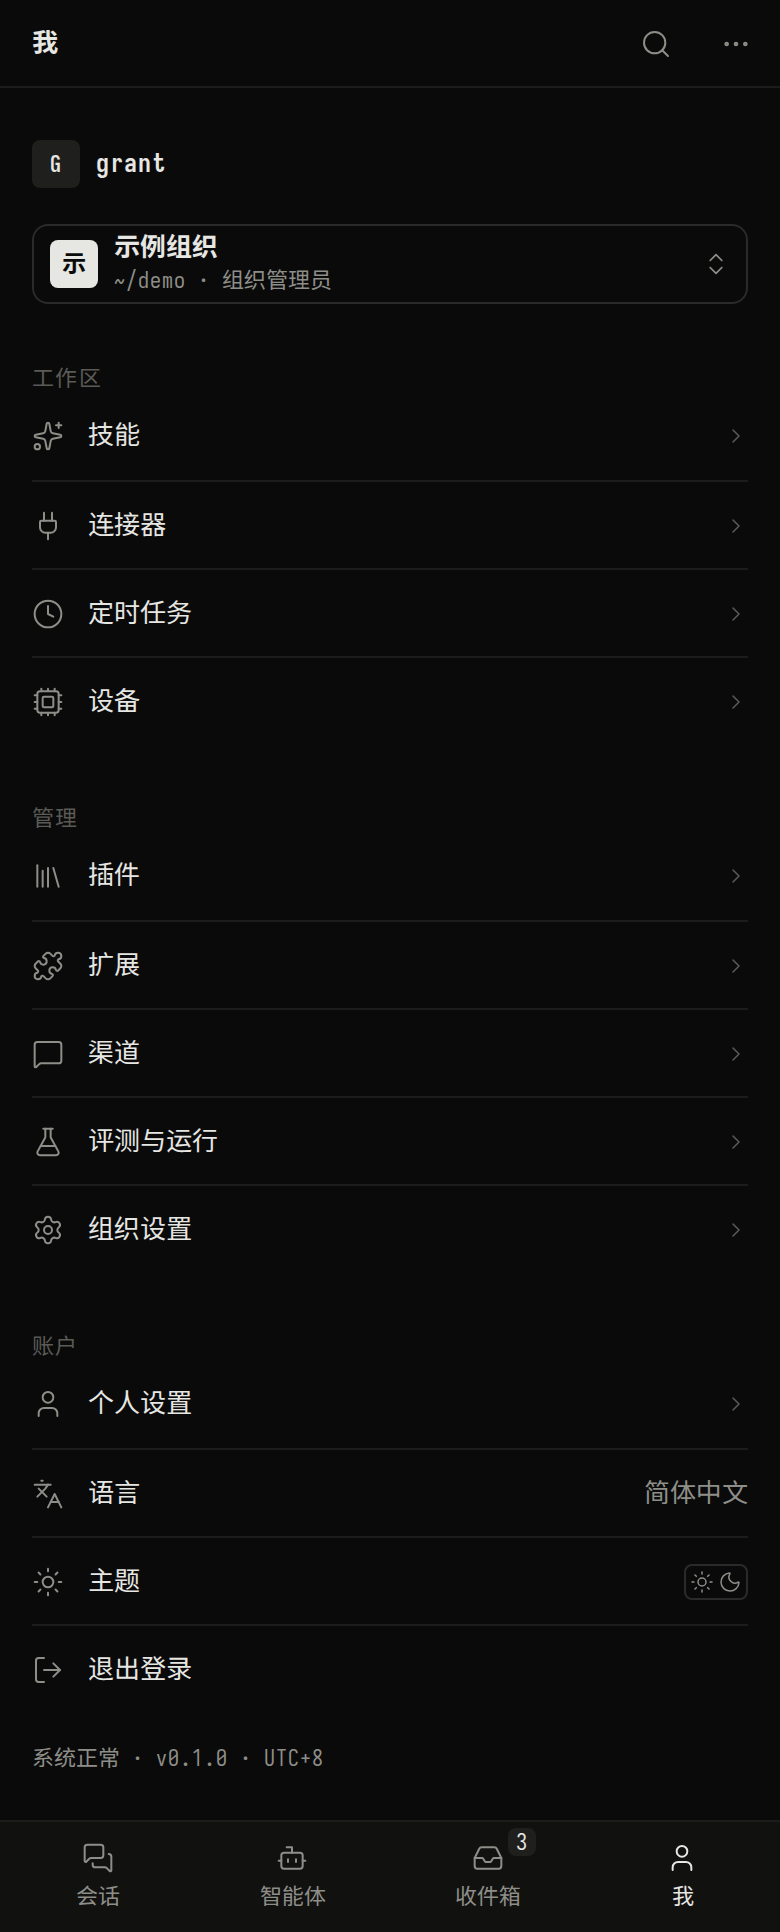 我
G grant
示 示例组织
~/demo · 组织管理员
工作区
技能
连接器
定时任务
设备
管理
插件
扩展
渠道
评测与运行
组织设置
账户
个人设置
语言 简体中文
主题
退出登录
系统正常 · v0.1.0 · UTC+8
3
会话 智能体 收件箱 我